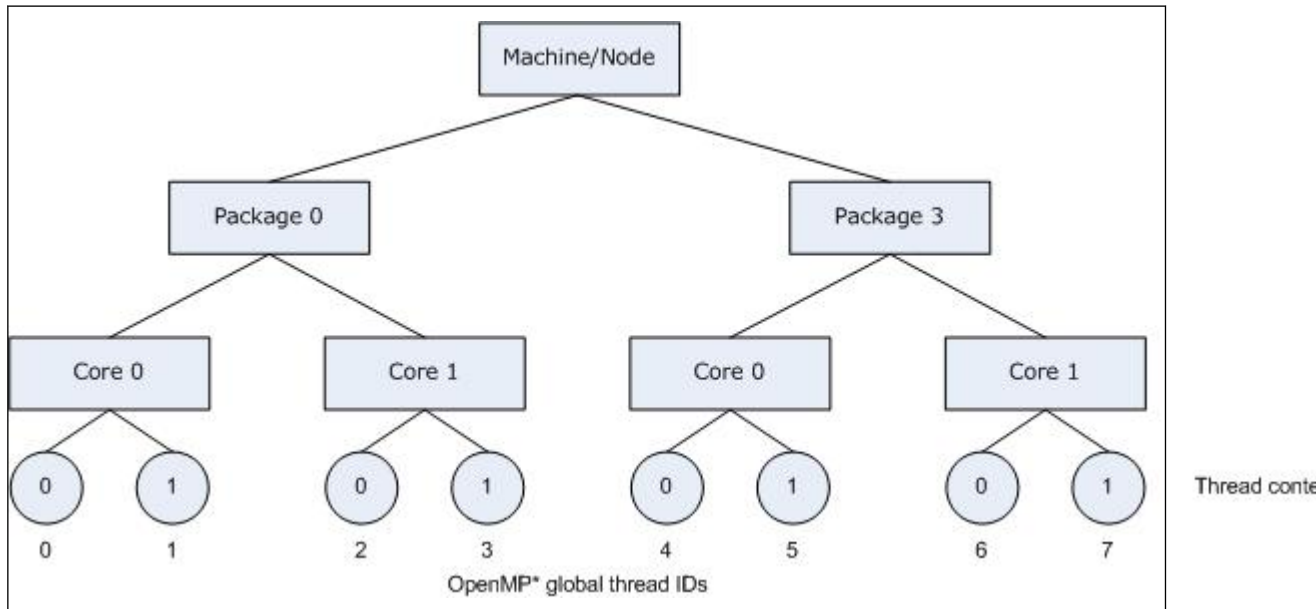 Machine/Node
Package 0 Package 3
Core 0 Core 1 Core 0 Core 1
0 1 0 1 0 1 0 1 Thread
0 1 2 3 4 5 6 7
OpenMP* global thread IDs